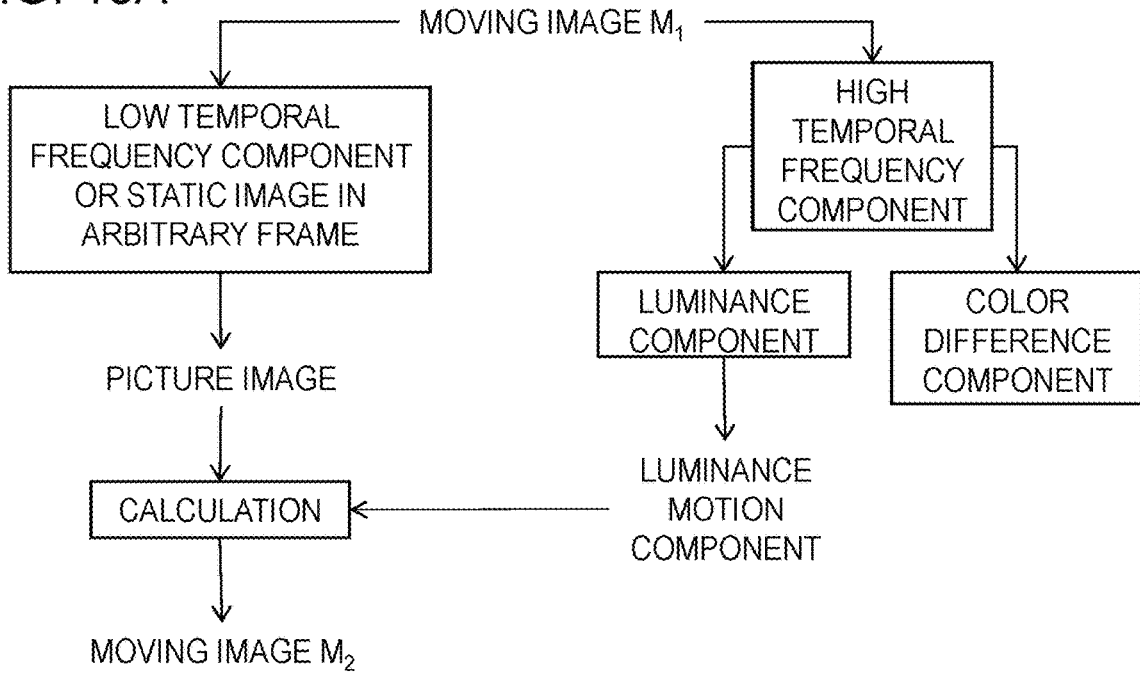 MOVING IMAGE M₁
LOW TEMPORAL
FREQUENCY COMPONENT
OR STATIC IMAGE IN
ARBITRARY FRAME
HIGH
TEMPORAL
FREQUENCY
COMPONENT
LUMINANCE
COMPONENT
COLOR
DIFFERENCE
COMPONENT
PICTURE IMAGE
LUMINANCE
MOTION
COMPONENT
CALCULATION
MOVING IMAGE M₂